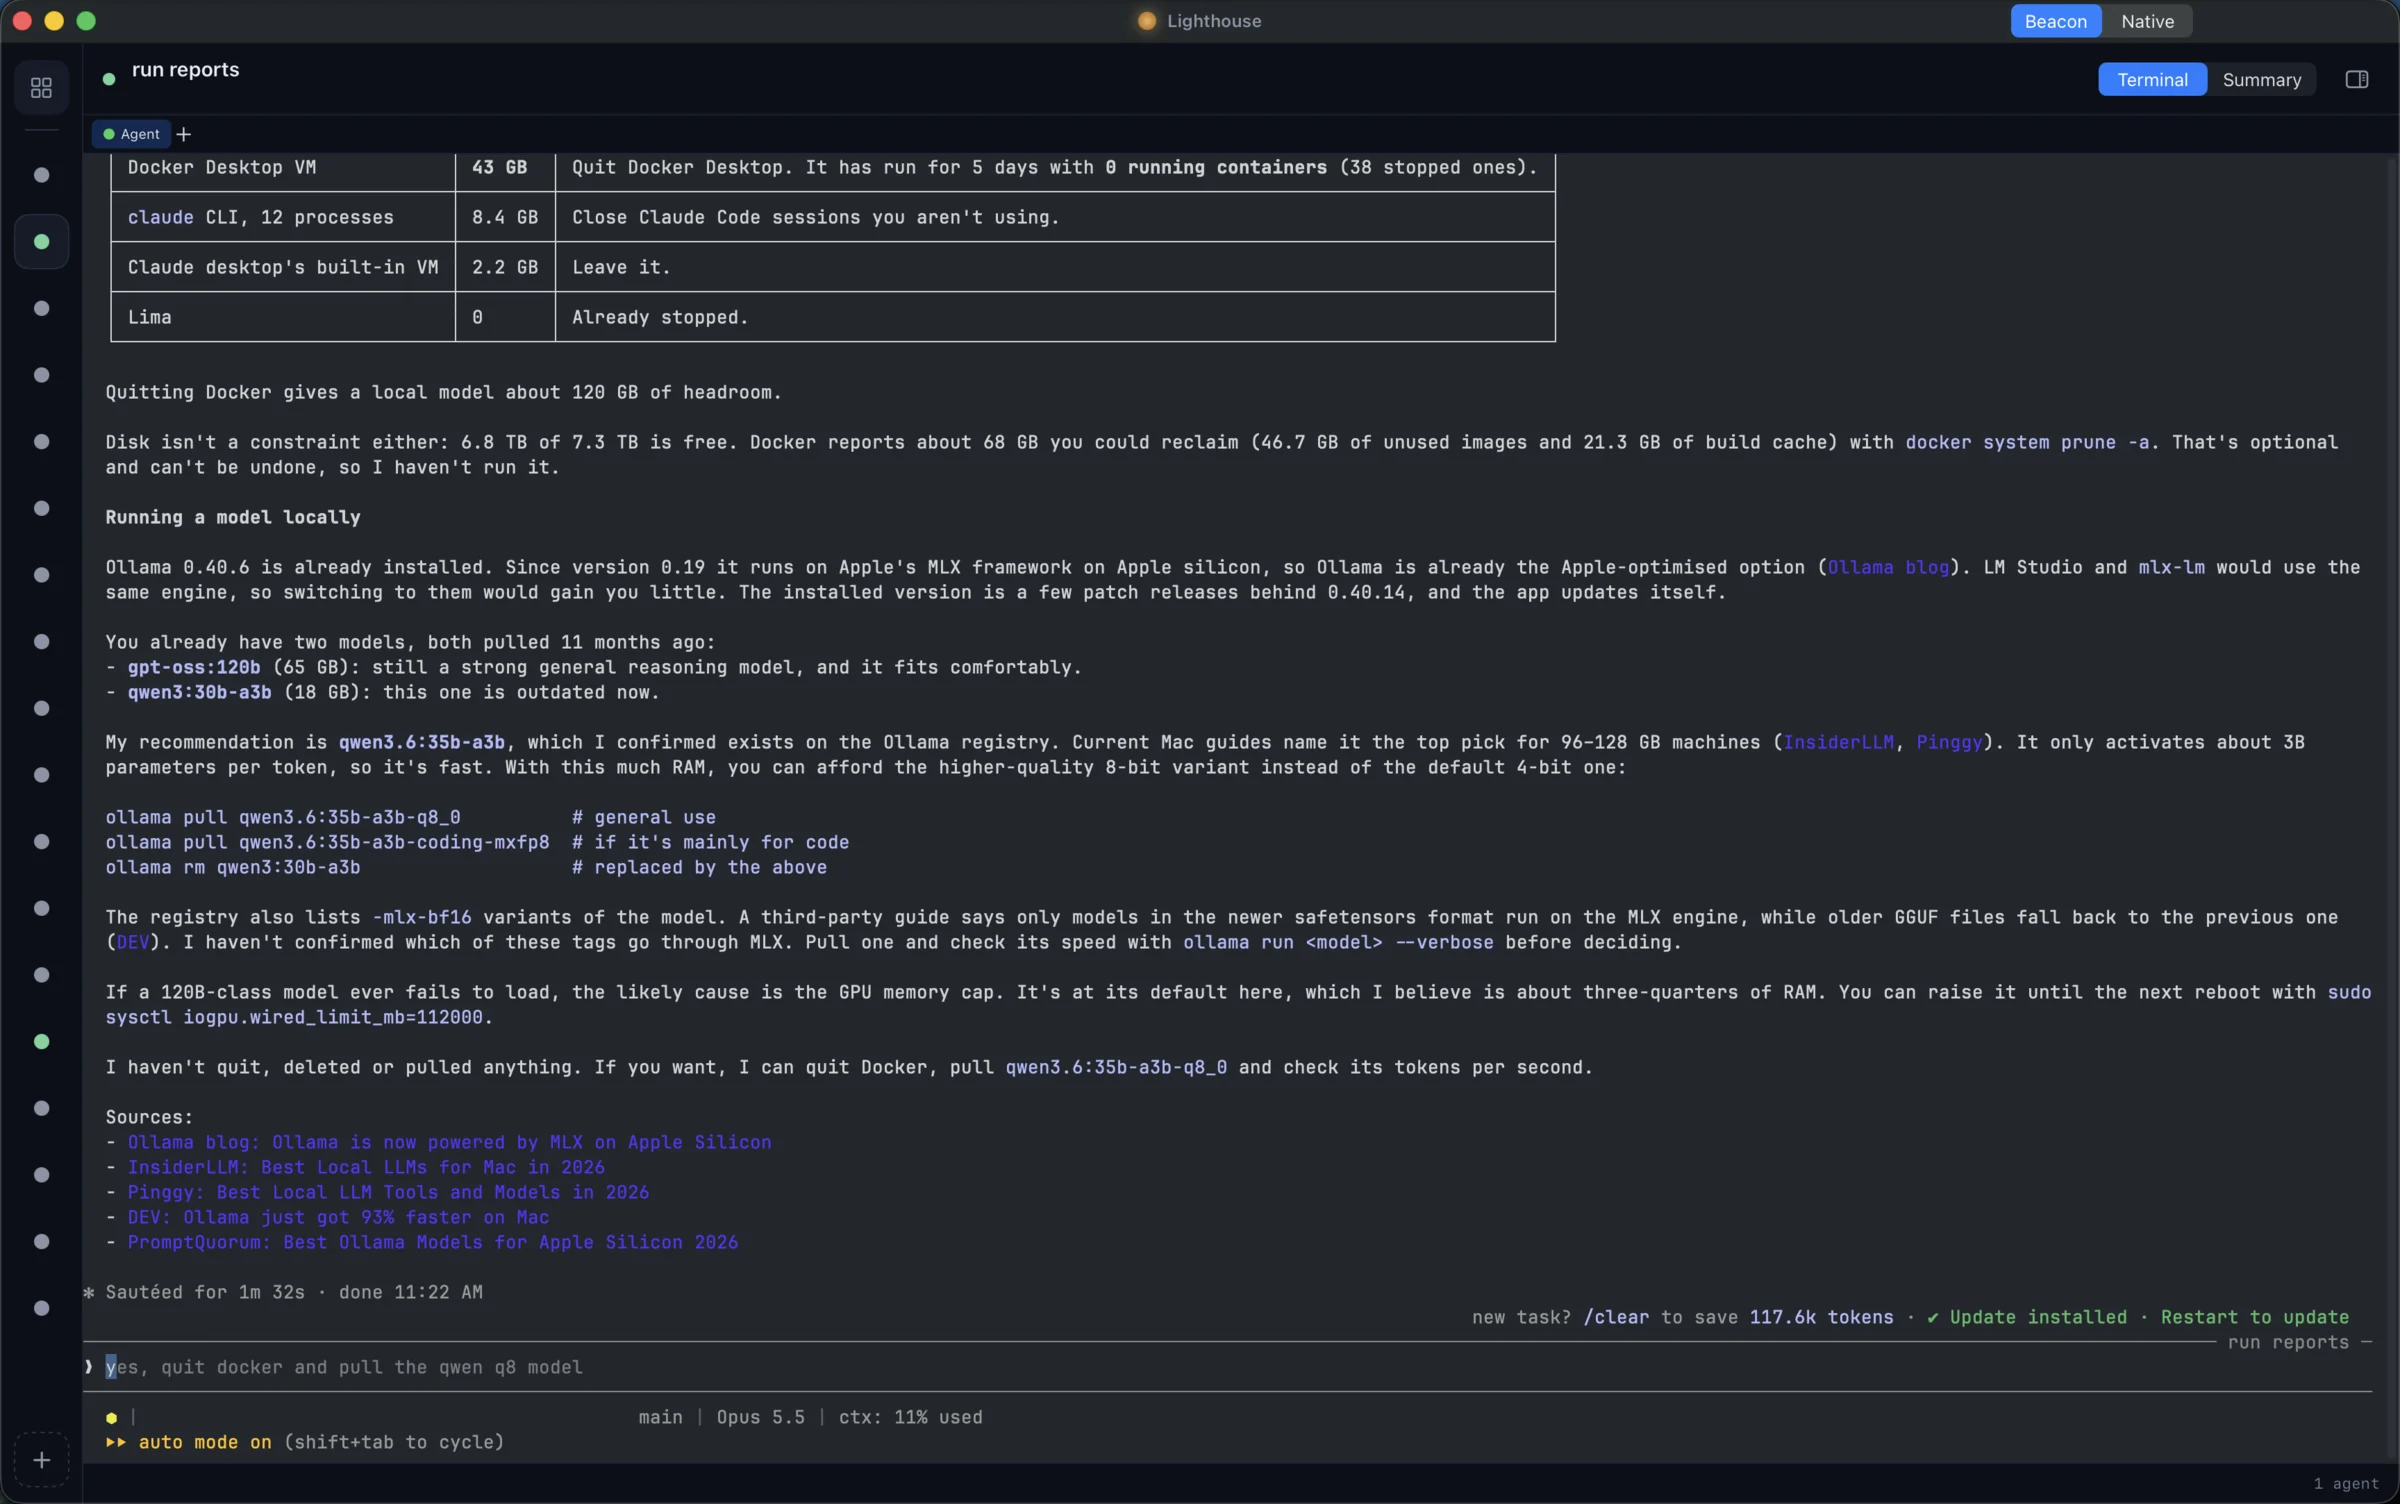 Lighthouse
Beacon Native
run reports
Terminal Summary
Agent +
Docker Desktop VM 43 GB Quit Docker Desktop. It has run for 5 days with 0 running containers (38 stopped ones).
claude CLI, 12 processes 8.4 GB Close Claude Code sessions you aren't using.
Claude desktop's built-in VM 2.2 GB Leave it.
Lima 0 Already stopped.
Quitting Docker gives a local model about 120 GB of headroom.
Disk isn't a constraint either: 6.8 TB of 7.3 TB is free. Docker reports about 68 GB you could reclaim (46.7 GB of unused images and 21.3 GB of build cache) with docker system prune -a. That's optional
and can't be undone, so I haven't run it.
Running a model locally
Ollama 0.40.6 is already installed. Since version 0.19 it runs on Apple's MLX framework on Apple silicon, so Ollama is already the Apple-optimised option (Ollama blog). LM Studio and mlx-lm would use the
same engine, so switching to them would gain you little. The installed version is a few patch releases behind 0.40.14, and the app updates itself.
You already have two models, both pulled 11 months ago:
- gpt-oss:120b (65 GB): still a strong general reasoning model, and it fits comfortably.
- qwen3:30b-a3b (18 GB): this one is outdated now.
My recommendation is qwen3.6:35b-a3b, which I confirmed exists on the Ollama registry. Current Mac guides name it the top pick for 96–128 GB machines (InsiderLLM, Pinggy). It only activates about 3B
parameters per token, so it's fast. With this much RAM, you can afford the higher-quality 8-bit variant instead of the default 4-bit one:
ollama pull qwen3.6:35b-a3b-q8_0 # general use
ollama pull qwen3.6:35b-a3b-coding-mxfp8 # if it's mainly for code
ollama rm qwen3:30b-a3b # replaced by the above
The registry also lists -mlx-bf16 variants of the model. A third-party guide says only models in the newer safetensors format run on the MLX engine, while older GGUF files fall back to the previous one
(DEV). I haven't confirmed which of these tags go through MLX. Pull one and check its speed with ollama run <model> --verbose before deciding.
If a 120B-class model ever fails to load, the likely cause is the GPU memory cap. It's at its default here, which I believe is about three-quarters of RAM. You can raise it until the next reboot with sudo
sysctl iogpu.wired_limit_mb=112000.
I haven't quit, deleted or pulled anything. If you want, I can quit Docker, pull qwen3.6:35b-a3b-q8_0 and check its tokens per second.
Sources:
- Ollama blog: Ollama is now powered by MLX on Apple Silicon
- InsiderLLM: Best Local LLMs for Mac in 2026
- Pinggy: Best Local LLM Tools and Models in 2026
- DEV: Ollama just got 93% faster on Mac
- PromptQuorum: Best Ollama Models for Apple Silicon 2026
✻ Sautéed for 1m 32s · done 11:22 AM
new task? /clear to save 117.6k tokens · ✔ Update installed · Restart to update
run reports
❯ yes, quit docker and pull the qwen q8 model
| main | Opus 5.5 | ctx: 11% used
▶▶ auto mode on (shift+tab to cycle)
+
1 agent